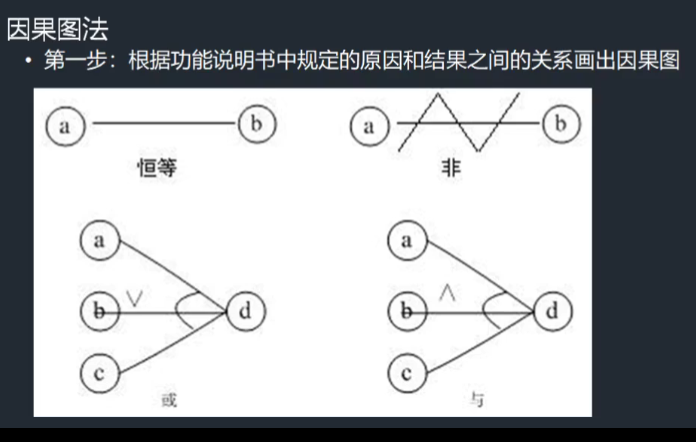 因果图法
• 第一步：根据功能说明书中规定的原因和结果之间的关系画出因果图
a b a b
恒等 非
a a
b ∨ d b ∧ d
c c
或 与